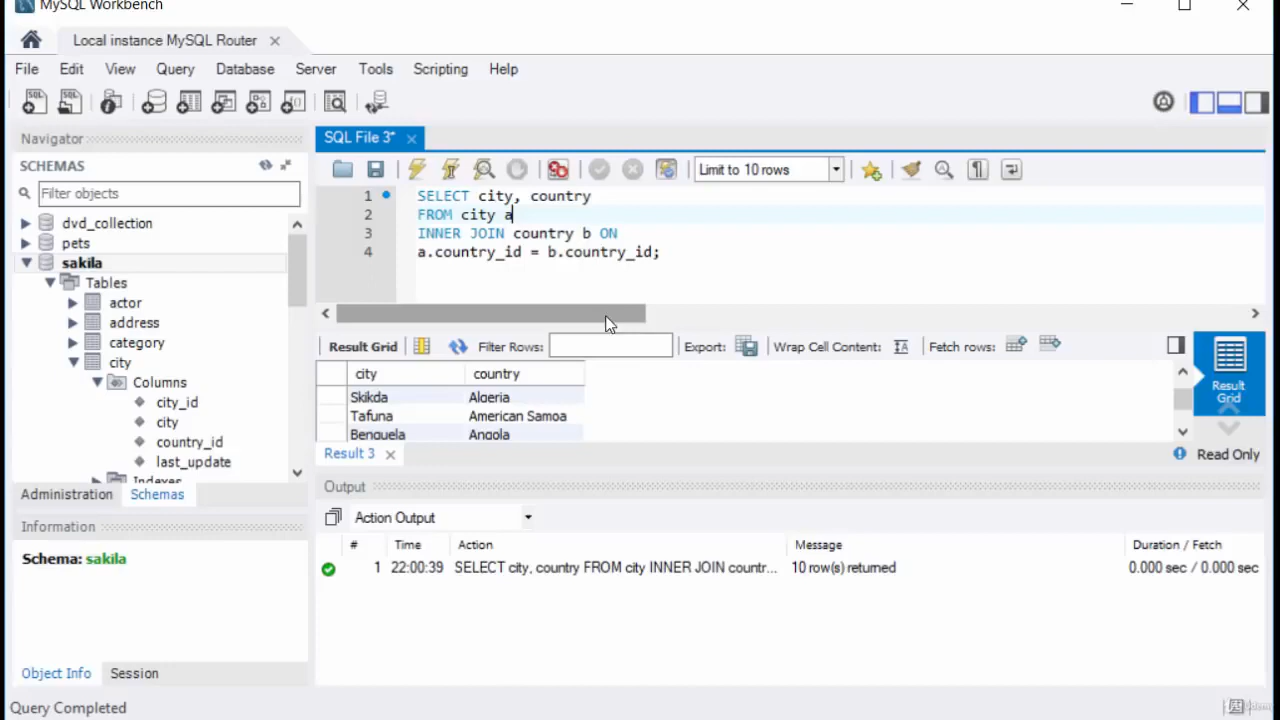 MySQL Workbench
Local instance MySQL Router
File Edit View Query Database Server Tools Scripting Help
Navigator
SCHEMAS
Filter objects
dvd_collection
pets
sakila
Tables
actor
address
category
city
Columns
city_id
city
country_id
last_update
Indexes
Administration Schemas
Information
Schema: sakila
Object Info Session
Query Completed
SQL File 3*
Limit to 10 rows
1 SELECT city, country
2 FROM city a
3 INNER JOIN country b ON
4 a.country_id = b.country_id;
Result Grid Filter Rows: Export: Wrap Cell Content: Fetch rows:
city country
Skikda Algeria
Tafuna American Samoa
Benguela Angola
Result Grid
Result 3
Read Only
Output
Action Output
# Time Action Message Duration / Fetch
1 22:00:39 SELECT city, country FROM city INNER JOIN countr... 10 row(s) returned 0.000 sec / 0.000 sec